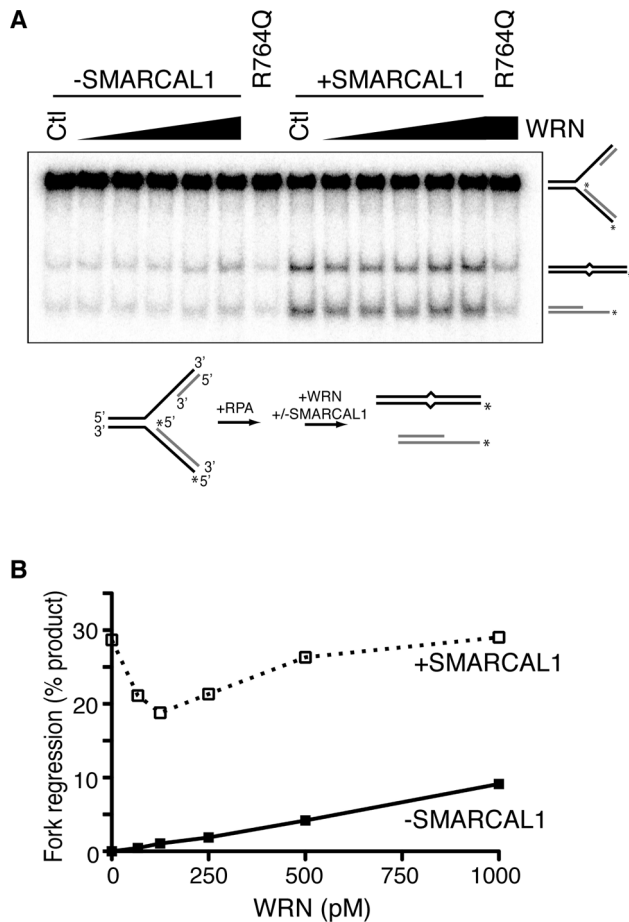 A
-SMARCAL1
R764Q
+SMARCAL1
R764Q
Ctl
Ctl
WRN
*
*
*
*
3’
5’
3’
5’
3’
*5’
3’
*5’
+RPA
+WRN
+/-SMARCAL1
*
*
B
Fork regression (% product)
30
20
10
0
+SMARCAL1
-SMARCAL1
0
250
500
750
1000
WRN (pM)